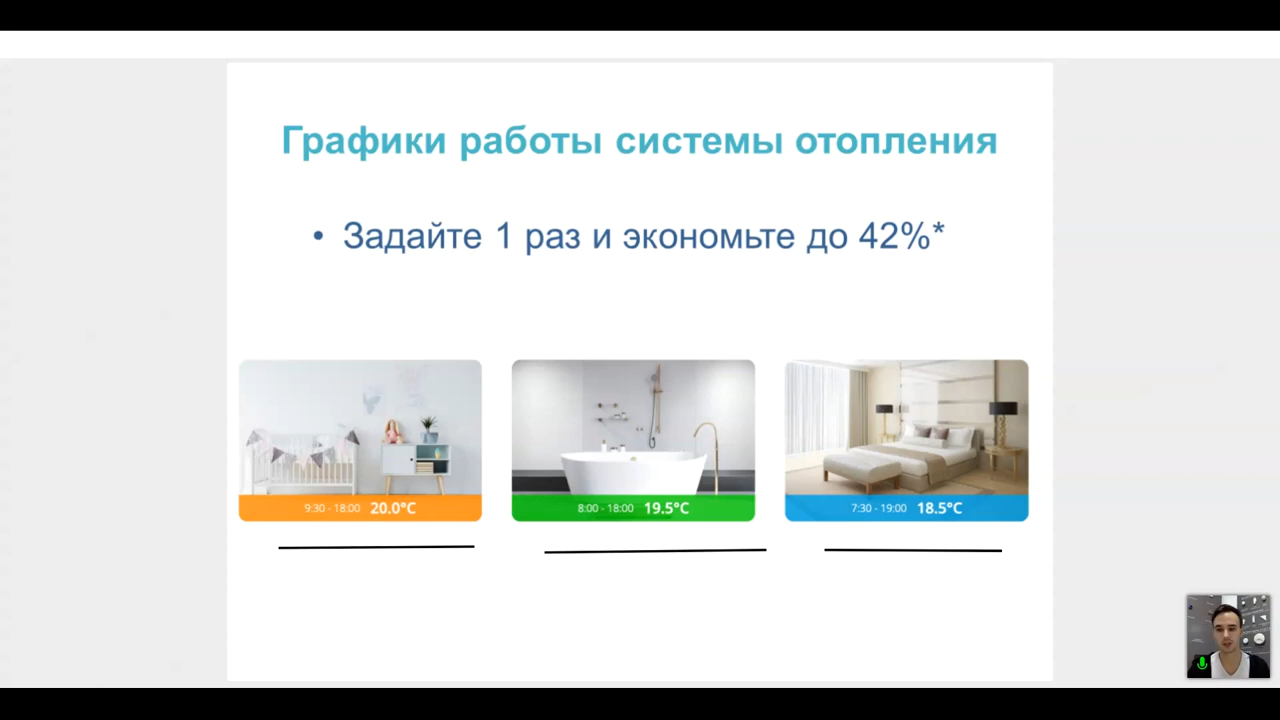 Графики работы системы отопления
• Задайте 1 раз и экономьте до 42%*
9:30 - 18:00 20.0°C
8:00 - 18:00 19.5°C
7:30 - 19:00 18.5°C